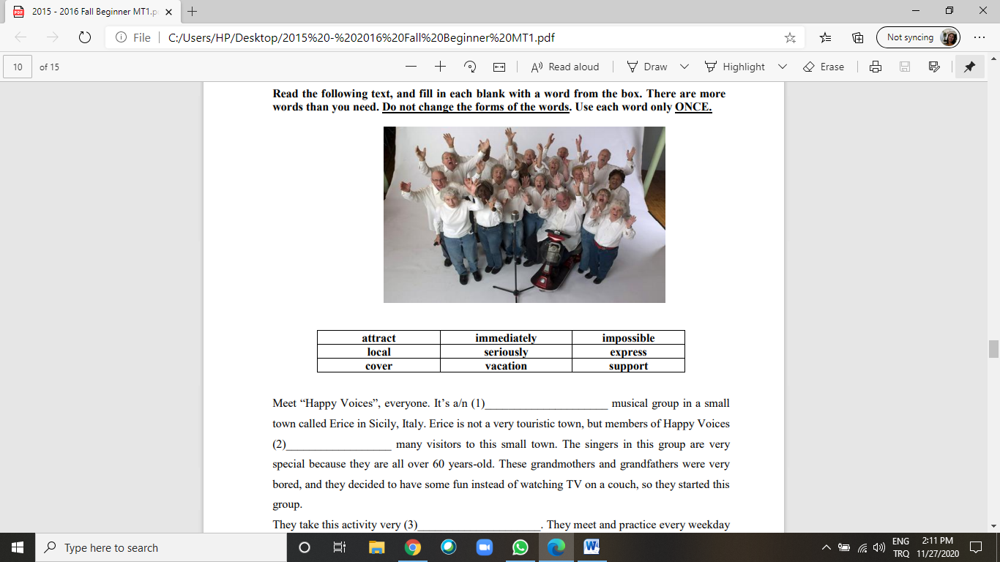 2015 - 2016 Fall Beginner MT1.p
File
C:/Users/HP/Desktop/2015%20-%202016%20Fall%20Beginner%20MT1.pdf
Not syncing
10 of 15
Read aloud
Draw
Highlight
Erase
Read the following text, and fill in each blank with a word from the box. There are more
words than you need. Do not change the forms of the words. Use each word only ONCE.
attract immediately impossible
local seriously express
cover vacation support
Meet “Happy Voices”, everyone. It’s a/n (1)______________________ musical group in a small
town called Erice in Sicily, Italy. Erice is not a very touristic town, but members of Happy Voices
(2)___________________ many visitors to this small town. The singers in this group are very
special because they are all over 60 years-old. These grandmothers and grandfathers were very
bored, and they decided to have some fun instead of watching TV on a couch, so they started this
group.
They take this activity very (3)______________________. They meet and practice every weekday
Type here to search
ENG 2:11 PM
TRQ 11/27/2020